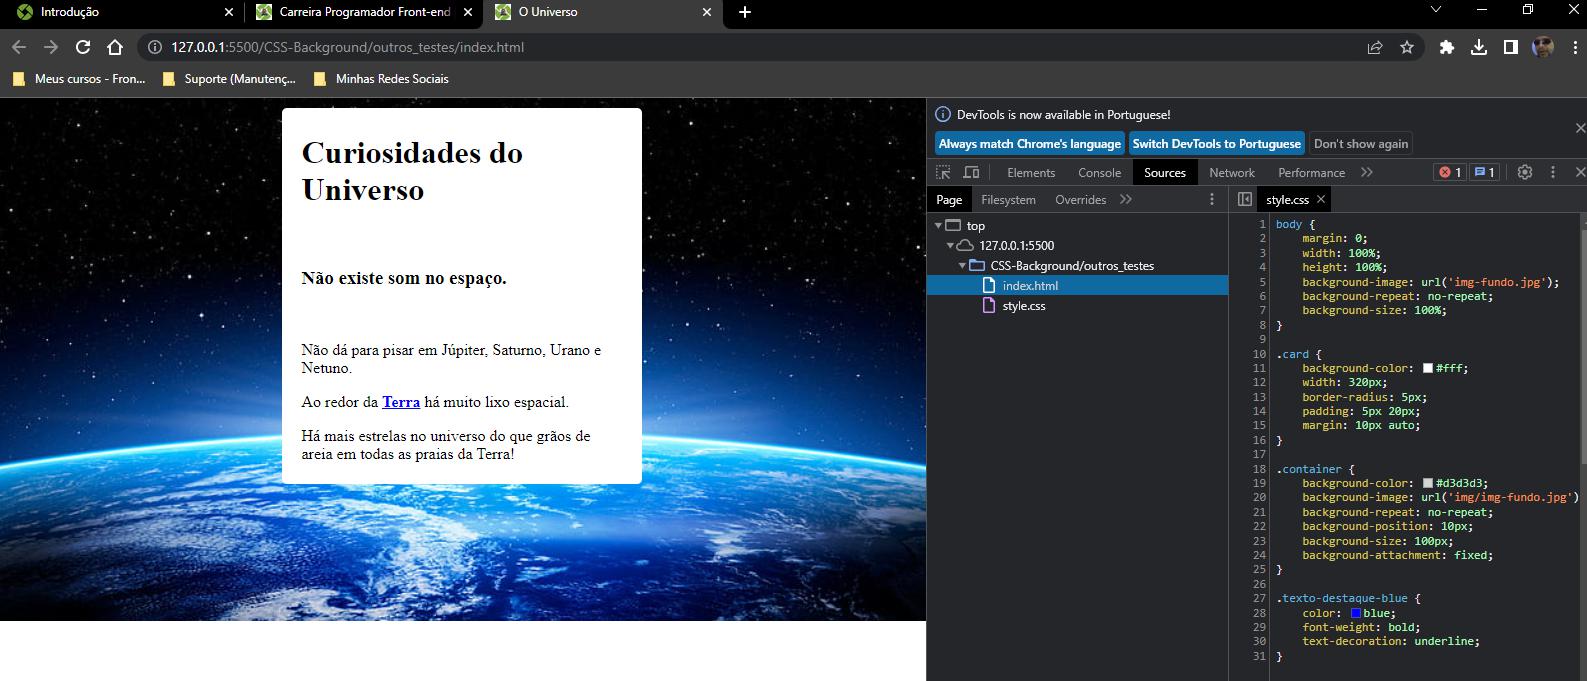 Introdução
Carreira Programador Front-end
O Universo
127.0.0.1:5500/CSS-Background/outros_testes/index.html
Meus cursos - Fron...
Suporte (Manutenç...
Minhas Redes Sociais
Curiosidades do
Universo
Não existe som no espaço.
Não dá para pisar em Júpiter, Saturno, Urano e
Netuno.
Ao redor da Terra há muito lixo espacial.
Há mais estrelas no universo do que grãos de
areia em todas as praias da Terra!
DevTools is now available in Portuguese!
Always match Chrome's language
Switch DevTools to Portuguese
Don't show again
Elements Console Sources Network Performance 1 1
Page Filesystem Overrides
top
127.0.0.1:5500
CSS-Background/outros_testes
index.html
style.css
style.css
1 body {
2 margin: 0;
3 width: 100%;
4 height: 100%;
5 background-image: url('img-fundo.jpg');
6 background-repeat: no-repeat;
7 background-size: 100%;
8 }
9
10 .card {
11 background-color: #fff;
12 width: 320px;
13 border-radius: 5px;
14 padding: 5px 20px;
15 margin: 10px auto;
16 }
17
18 .container {
19 background-color: #d3d3d3;
20 background-image: url('img/img-fundo.jpg')
21 background-repeat: no-repeat;
22 background-position: 10px;
23 background-size: 100px;
24 background-attachment: fixed;
25 }
26
27 .texto-destaque-blue {
28 color: blue;
29 font-weight: bold;
30 text-decoration: underline;
31 }